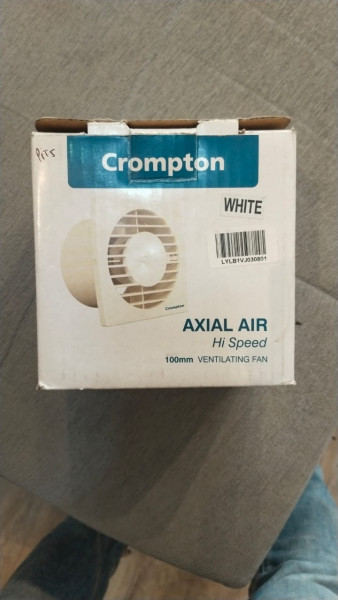 Crompton
WHITE
LYLB1VJ030801
Crompton
AXIAL AIR
Hi Speed
100mm VENTILATING FAN